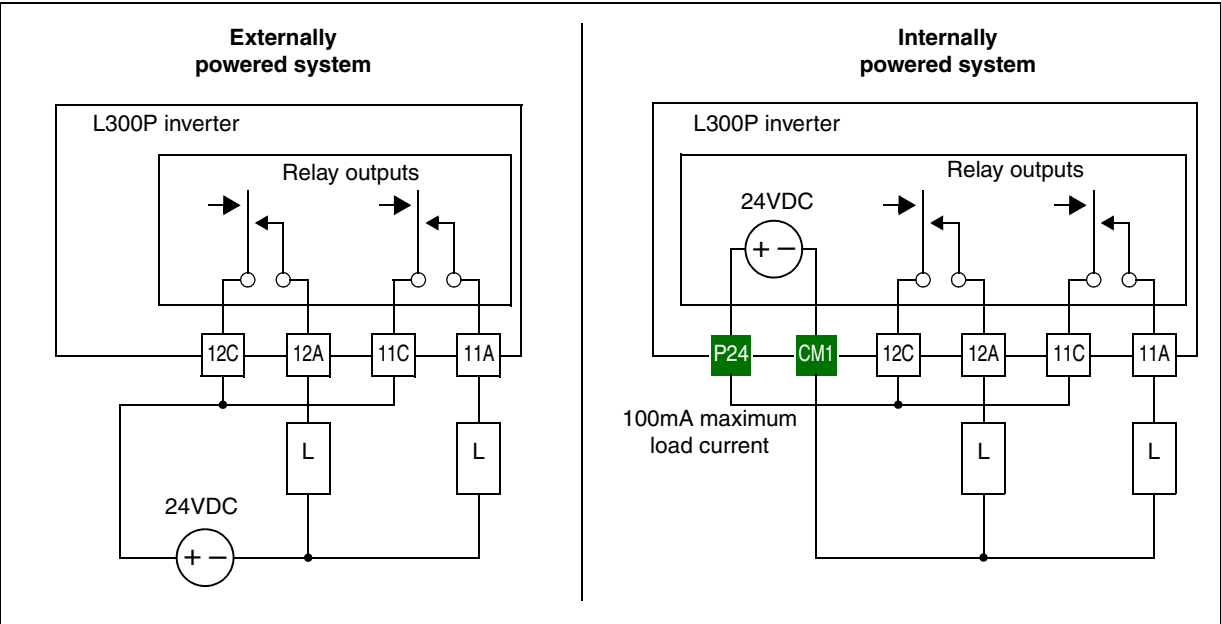 Externally
powered system
L300P inverter
Relay outputs
12C
12A
11C
11A
L
L
24VDC
+ −
Internally
powered system
L300P inverter
Relay outputs
24VDC
+ −
P24
CM1
12C
12A
11C
11A
100mA maximum
load current
L
L